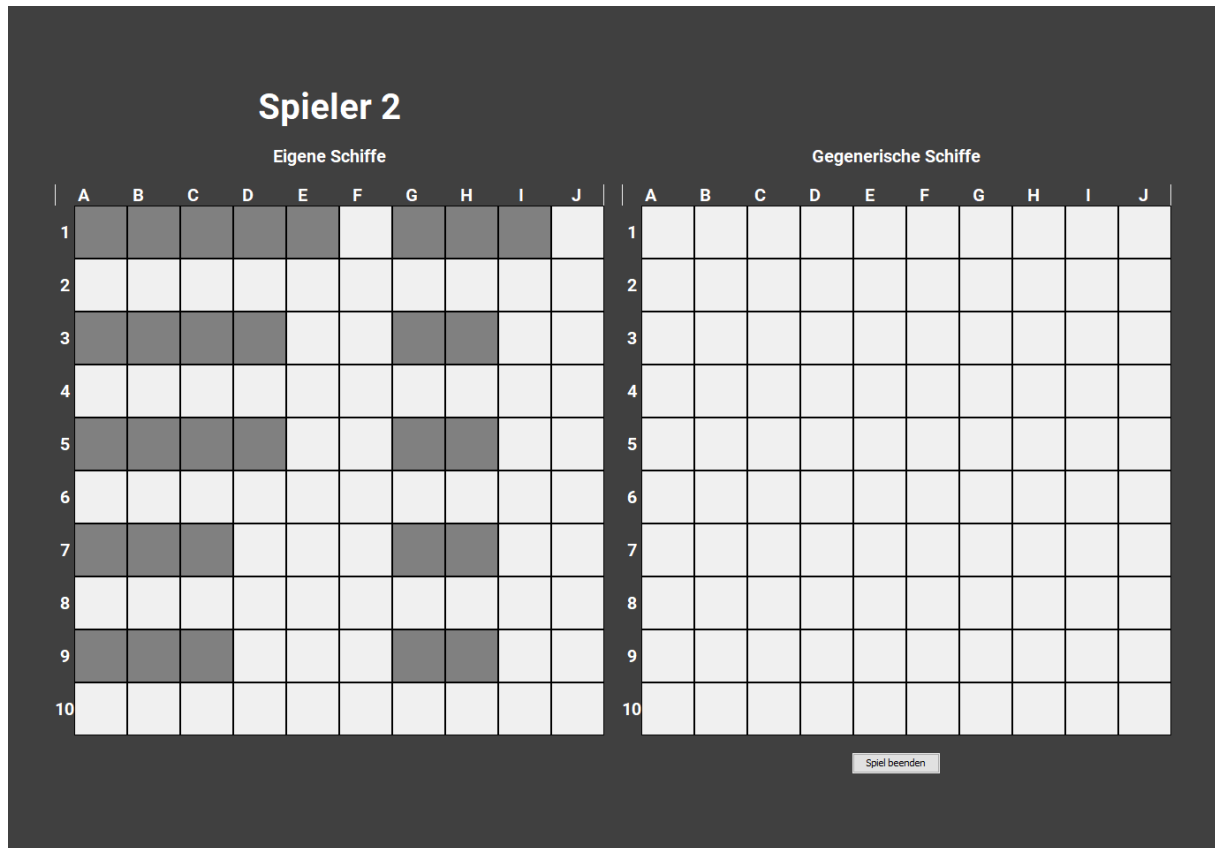 Spieler 2
Eigene Schiffe
Gegenerische Schiffe
A B C D E F G H I J
A B C D E F G H I J
1 1
2 2
3 3
4 4
5 5
6 6
7 7
8 8
9 9
10 10
Spiel beenden